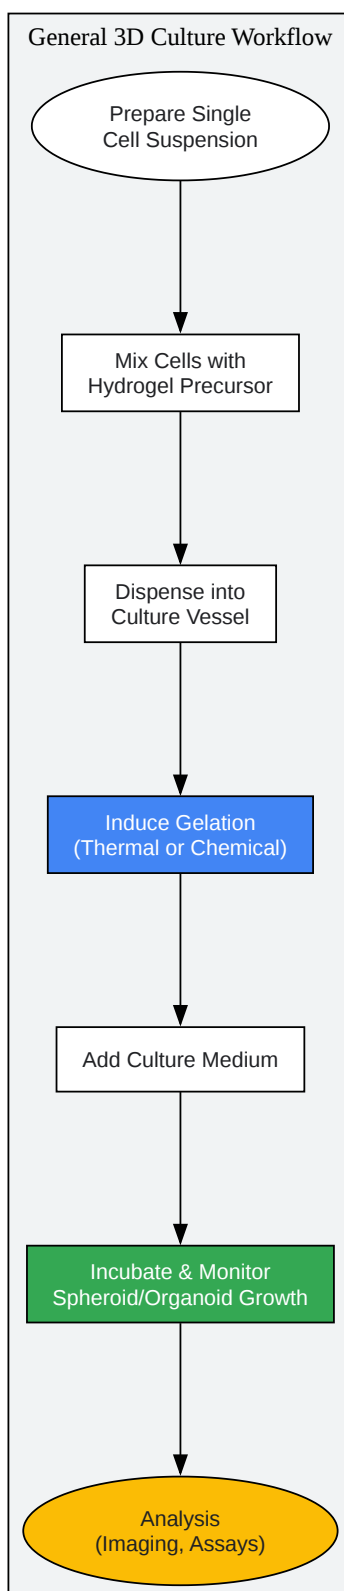 General 3D Culture Workflow
Prepare Single
Cell Suspension
Mix Cells with
Hydrogel Precursor
Dispense into
Culture Vessel
Induce Gelation
(Thermal or Chemical)
Add Culture Medium
Incubate & Monitor
Spheroid/Organoid Growth
Analysis
(Imaging, Assays)